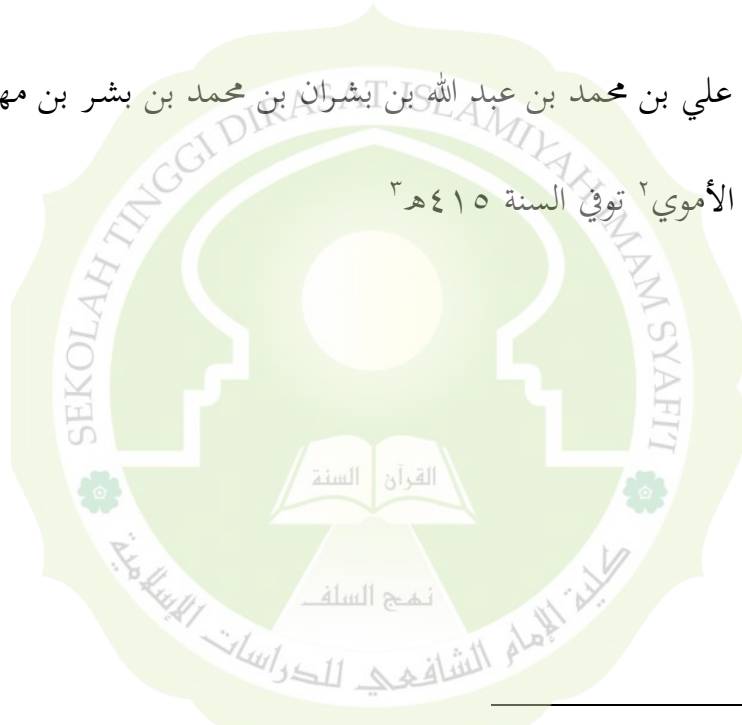 علي بن محمد بن عبد الله بن بشران بن محمد بن بشر بن
الأموي٢ توفي السنة ٤١٥هـ٣
SEKOLAH TINGGI DIRASAT ISLAMIYAH IMAM SYAFI'I
القرآن السنة
نهج السلف
كلية الإمام الشافعي للدراسات الإسلامية